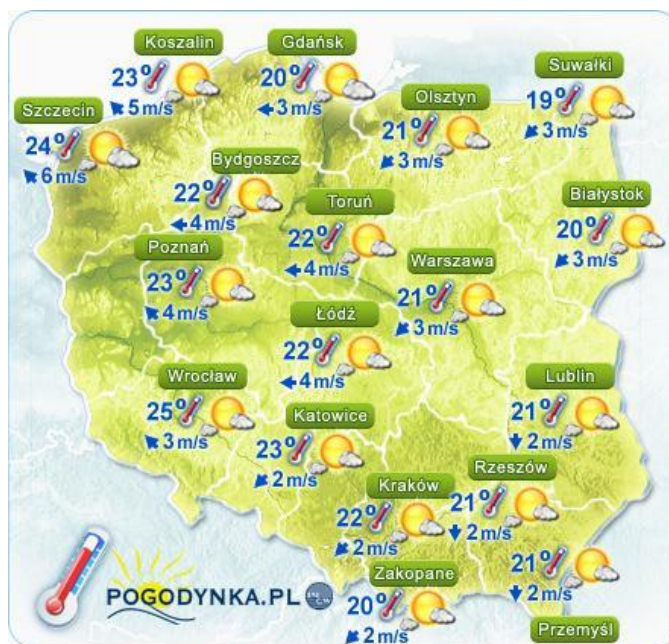 Koszalin
23°
5 m/s
Gdańsk
20°
3 m/s
Suwałki
19°
3 m/s
Szczecin
24°
6 m/s
Olsztyn
21°
3 m/s
Bydgoszcz
22°
4 m/s
Toruń
22°
4 m/s
Białystok
20°
3 m/s
Poznań
23°
4 m/s
Warszawa
21°
3 m/s
Łódź
22°
4 m/s
Wrocław
25°
3 m/s
Katowice
23°
2 m/s
Lublin
21°
2 m/s
Kraków
22°
2 m/s
Rzeszów
21°
2 m/s
Zakopane
20°
2 m/s
21°
2 m/s
Przemyśl
POGODYNKA.PL